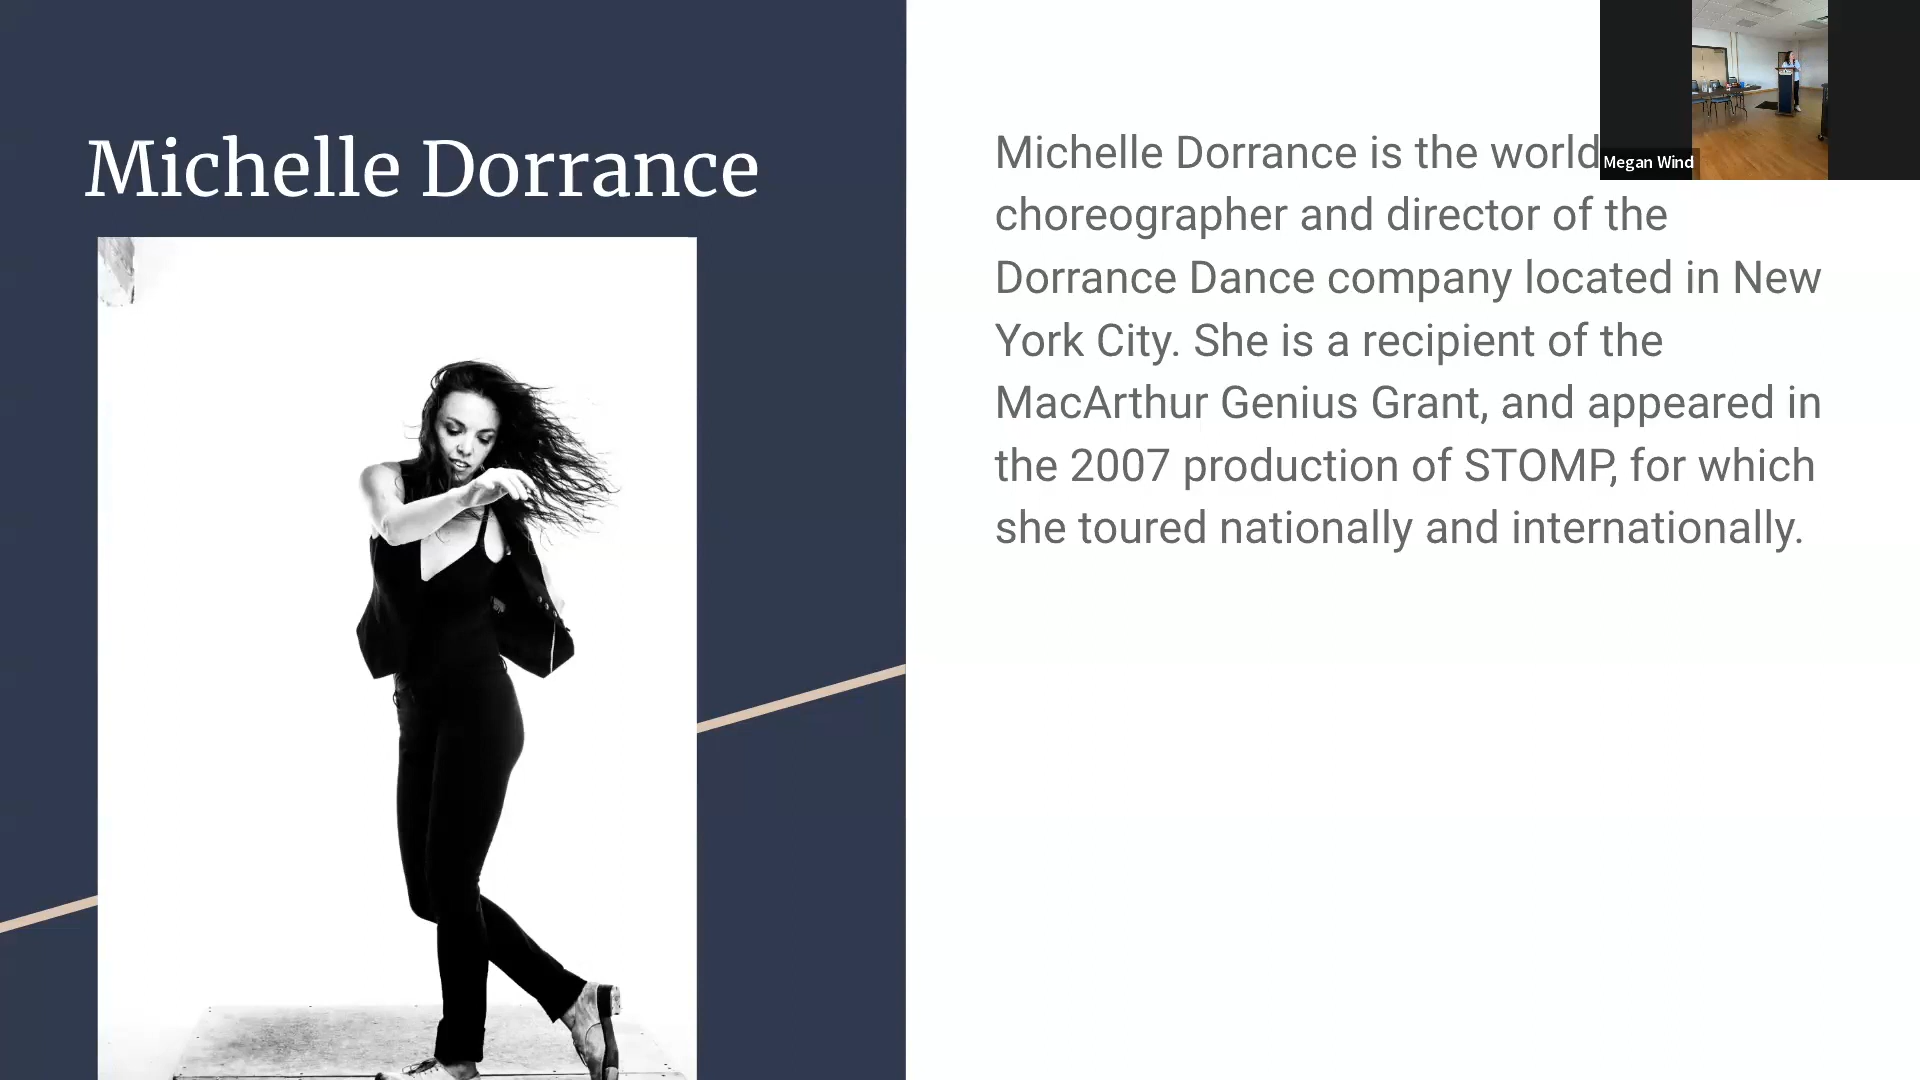 Michelle Dorrance
Michelle Dorrance is the world
choreographer and director of the
Dorrance Dance company located in New
York City. She is a recipient of the
MacArthur Genius Grant, and appeared in
the 2007 production of STOMP, for which
she toured nationally and internationally.
Megan Wind